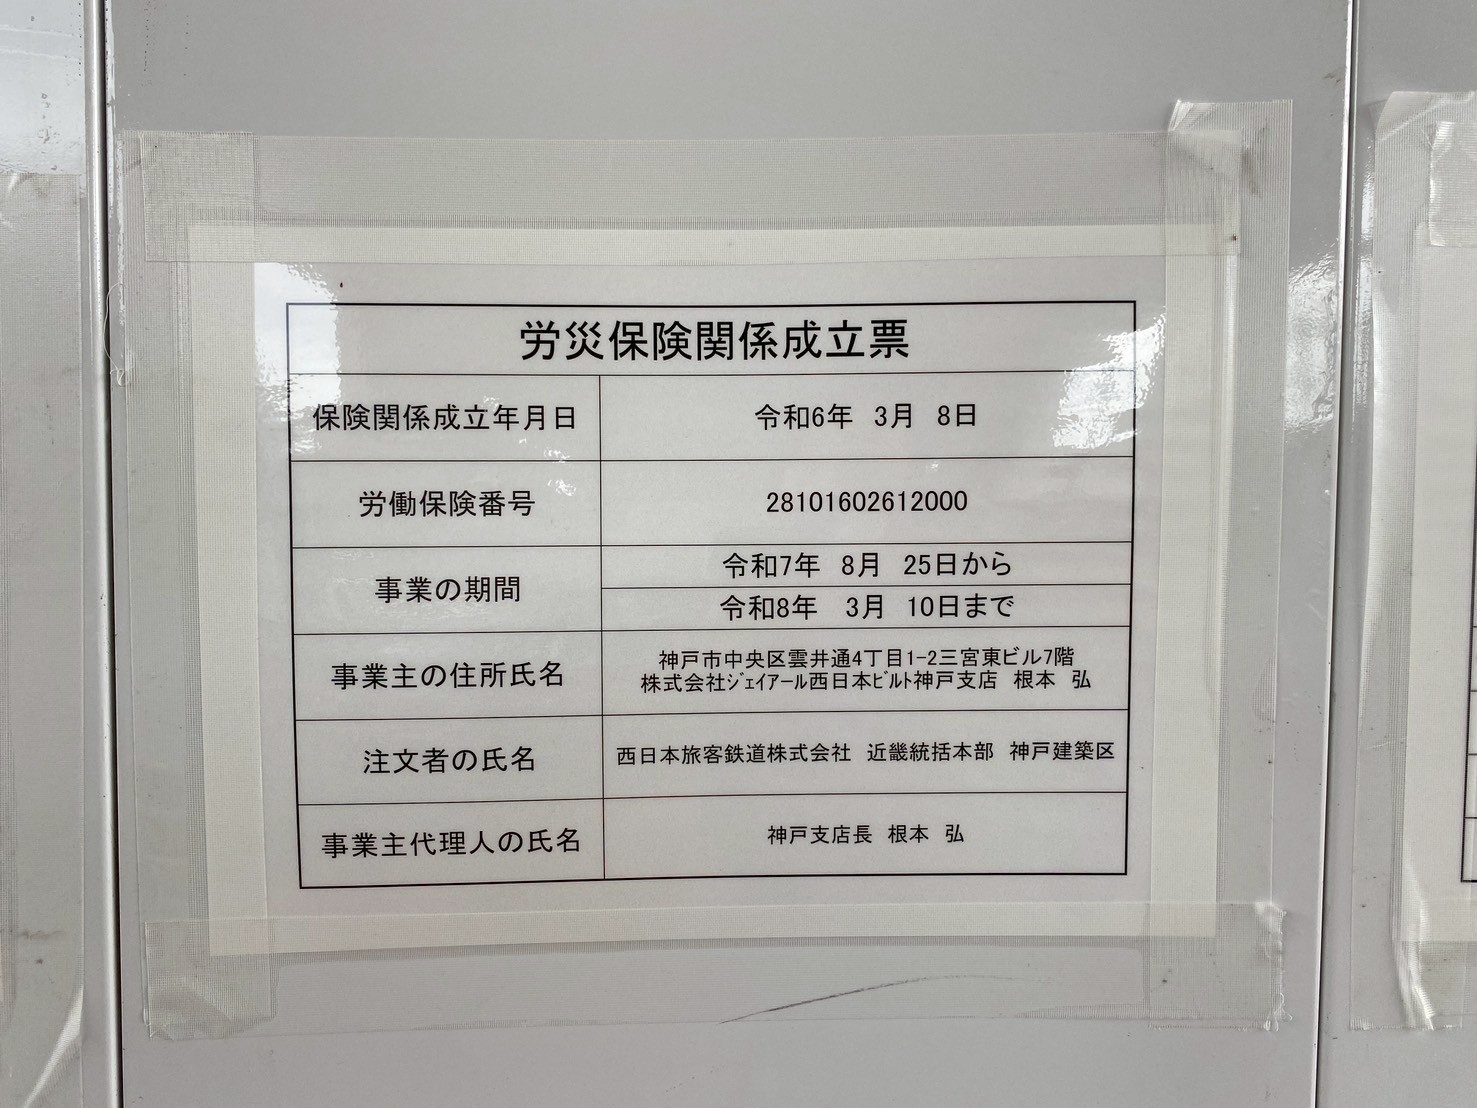 労災保険関係成立票
保険関係成立年月日 令和6年 3月 8日
労働保険番号 28101602612000
事業の期間 令和7年 8月 25日から
令和8年 3月 10日まで
事業主の住所氏名 神戸市中央区雲井通4丁目1-2三宮東ビル7階
株式会社ｼﾞｪｲｱｰﾙ西日本ﾋﾞﾙﾄ神戸支店 根本 弘
注文者の氏名 西日本旅客鉄道株式会社 近畿統括本部 神戸建築区
事業主代理人の氏名 神戸支店長 根本 弘